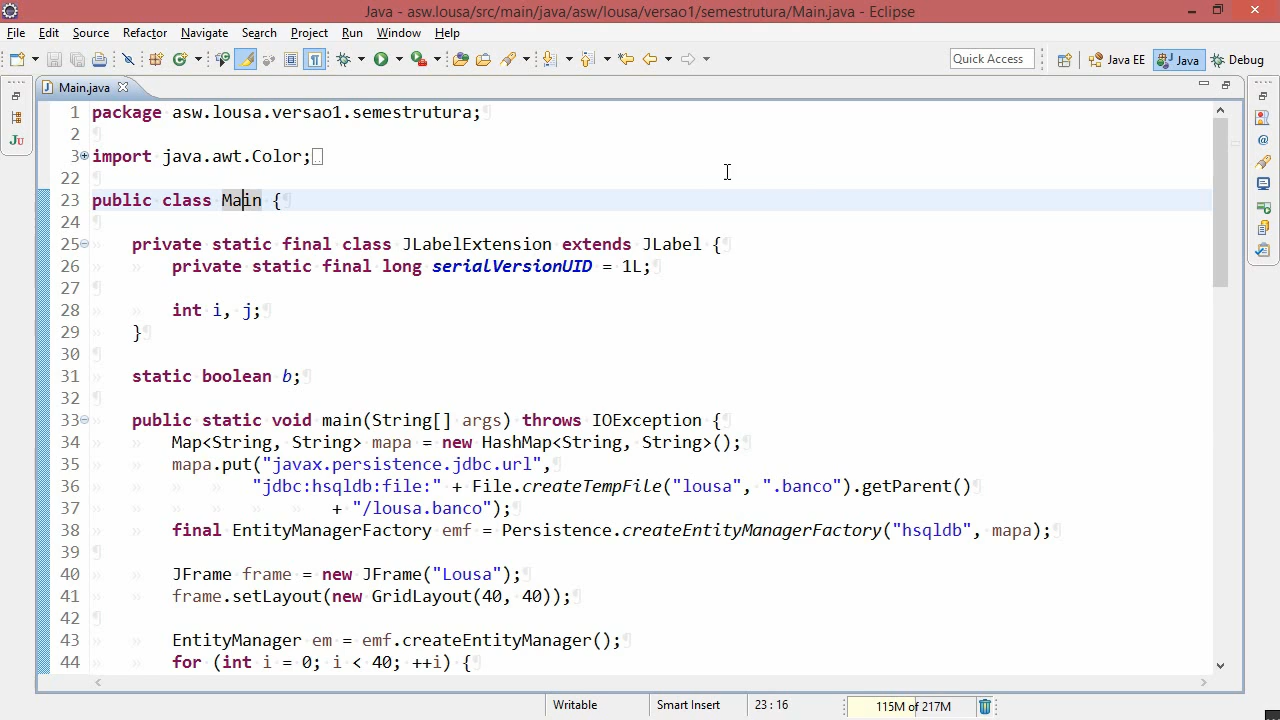 Java - asw.lousa/src/main/java/asw/lousa/versao1/semestrutura/Main.java - Eclipse
File Edit Source Refactor Navigate Search Project Run Window Help
Quick Access Java EE Java Debug
Main.java
1 package asw.lousa.versao1.semestrutura;
2
3 import java.awt.Color;
22
23 public class Main {
24
25 private static final class JLabelExtension extends JLabel {
26 private static final long serialVersionUID = 1L;
27
28 int i, j;
29 }
30
31 static boolean b;
32
33 public static void main(String[] args) throws IOException {
34 Map<String, String> mapa = new HashMap<String, String>();
35 mapa.put("javax.persistence.jdbc.url",
36 "jdbc:hsqldb:file:" + File.createTempFile("lousa", ".banco").getParent()
37 + "/lousa.banco");
38 final EntityManagerFactory emf = Persistence.createEntityManagerFactory("hsqldb", mapa);
39
40 JFrame frame = new JFrame("Lousa");
41 frame.setLayout(new GridLayout(40, 40));
42
43 EntityManager em = emf.createEntityManager();
44 for (int i = 0; i < 40; ++i) {
Writable Smart Insert 23 : 16 115M of 217M